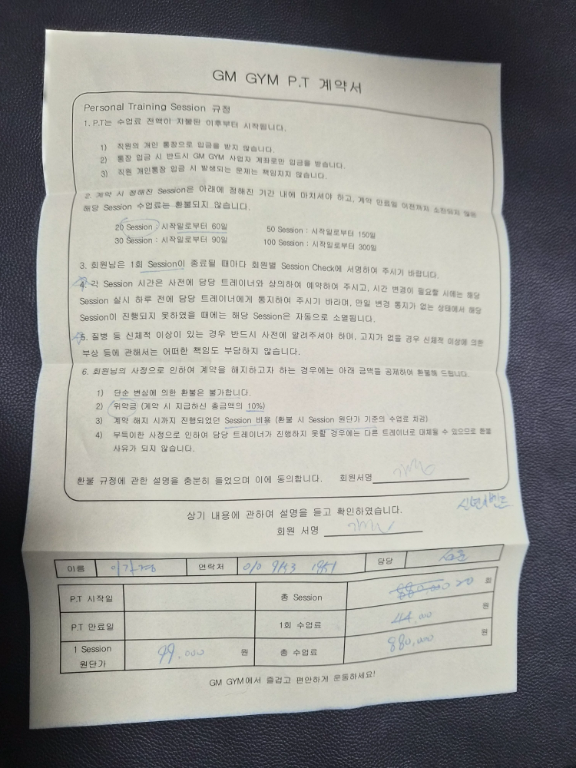 GM GYM P.T 계약서
Personal Training Session 규정
1. P.T는 수업료 전액이 지불된 이후부터 시작됩니다.
1) 직원의 개인 통장으로 입금을 받지 않습니다.
2) 통장 입금 시 반드시 GM GYM 사업자 계좌로만 입금을 받습니다.
3) 직원 개인통장 입금 시 발생되는 문제는 책임지지 않습니다.
2. 계약 시 정해진 Session은 아래에 정해진 기간 내에 마치셔야 하고, 계약 만료일 이전까지 소진되지 않은
해당 Session 수업료는 환불되지 않습니다.
20 Session : 시작일로부터 60일 50 Session : 시작일로부터 150일
30 Session : 시작일로부터 90일 100 Session : 시작일로부터 300일
3. 회원님은 1회 Session이 종료될 때마다 회원별 Session Check에 서명하여 주시기 바랍니다.
4. 각 Session 시간은 사전에 담당 트레이너와 상의하여 예약하여 주시고, 시간 변경이 필요할 시에는 해당
Session 실시 하루 전에 담당 트레이너에게 통지하여 주시기 바라며, 만일 변경 통지가 없는 상태에서 해당
Session이 진행되지 못하였을 때에는 해당 Session은 자동으로 소멸됩니다.
5. 질병 등 신체적 이상이 있는 경우 반드시 사전에 알려주셔야 하며, 고지가 없을 경우 신체적 이상에 의한
부상 등에 관해서는 어떠한 책임도 부담하지 않습니다.
6. 회원님의 사정으로 인하여 계약을 해지하고자 하는 경우에는 아래 금액을 공제하여 환불해 드립니다.
1) 단순 변심에 의한 환불은 불가합니다.
2) 위약금 (계약 시 지급하신 총금액의 10%)
3) 계약 해지 시까지 진행되었던 Session 비용 (환불 시 Session 원단가 기준의 수업료 차감)
4) 부득이한 사정으로 인하여 담당 트레이너가 진행하지 못할 경우에는 다른 트레이너로 대체될 수 있으므로 환불
사유가 되지 않습니다.
환불 규정에 관한 설명을 충분히 들었으며 이에 동의합니다. 회원서명
상기 내용에 관하여 설명을 듣고 확인하였습니다.
회원 서명
이름 연락처 담당
P.T 시작일 총 Session 20 회
P.T 만료일 1회 수업료 44,000 원
1 Session 원단가 99,000 원 총 수업료 880,000 원
GM GYM에서 즐겁고 편안하게 운동하세요!